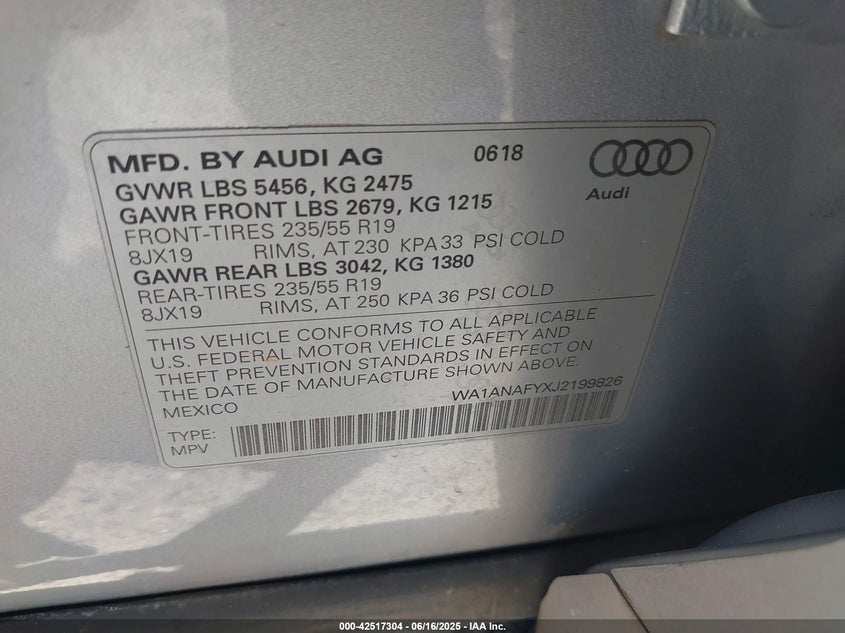 MFD. BY AUDI AG 0618
Audi
GVWR LBS 5456, KG 2475
GAWR FRONT LBS 2679, KG 1215
FRONT-TIRES 235/55 R19
8JX19 RIMS, AT 230 KPA 33 PSI COLD
GAWR REAR LBS 3042, KG 1380
REAR-TIRES 235/55 R19
8JX19 RIMS, AT 250 KPA 36 PSI COLD
THIS VEHICLE CONFORMS TO ALL APPLICABLE
U.S. FEDERAL MOTOR VEHICLE SAFETY AND
THEFT PREVENTION STANDARDS IN EFFECT ON
THE DATE OF MANUFACTURE SHOWN ABOVE.
MEXICO WA1ANAFYXJ2199826
TYPE:
MPV
000-42517304 - 06/16/2025 - IAA Inc.